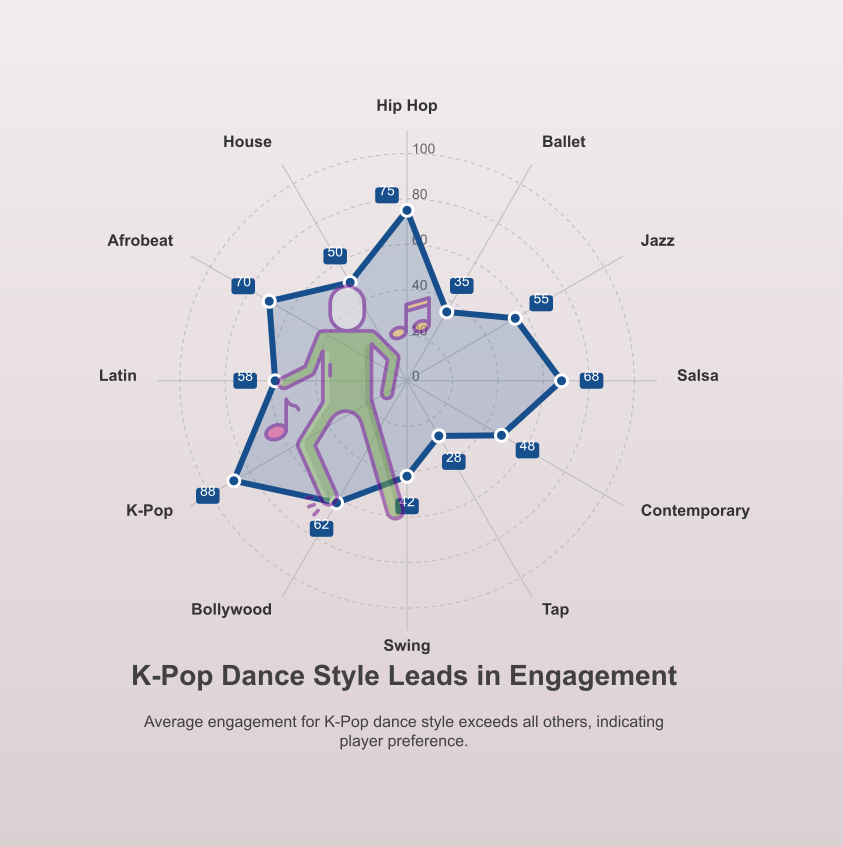 Hip Hop
House
Ballet
100
75
80
Afrobeat
Jazz
60
50
70
40
35
55
20
Latin
58
0
68
Salsa
48
28
88
42
K-Pop
Contemporary
62
Bollywood
Tap
Swing
K-Pop Dance Style Leads in Engagement
Average engagement for K-Pop dance style exceeds all others, indicating
player preference.